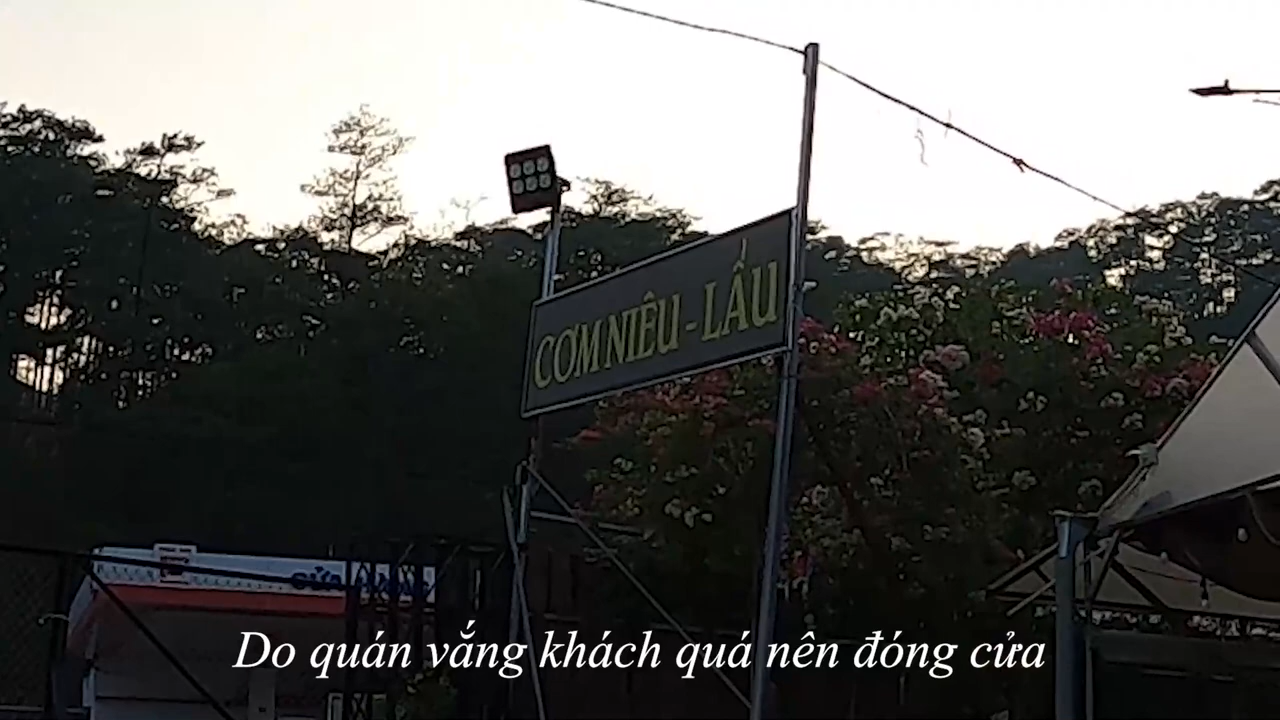 CƠM NIÊU - LẨU
Do quán vắng khách quá nên đóng cửa